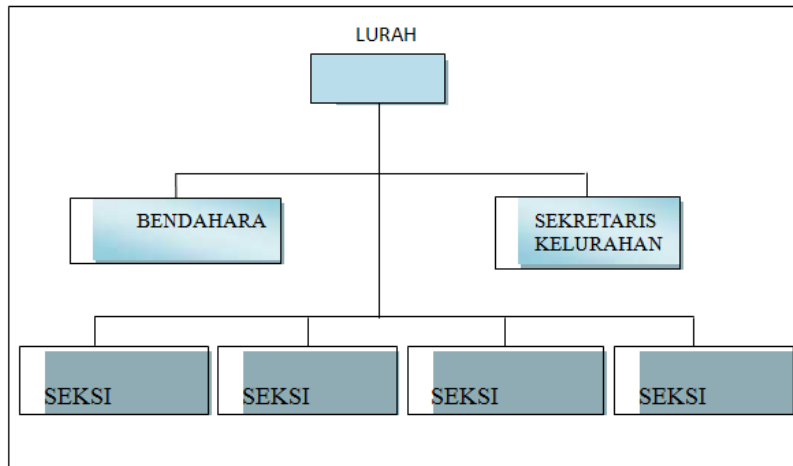 LURAH
BENDAHARA
SEKRETARIS
KELURAHAN
SEKSI
SEKSI
SEKSI
SEKSI